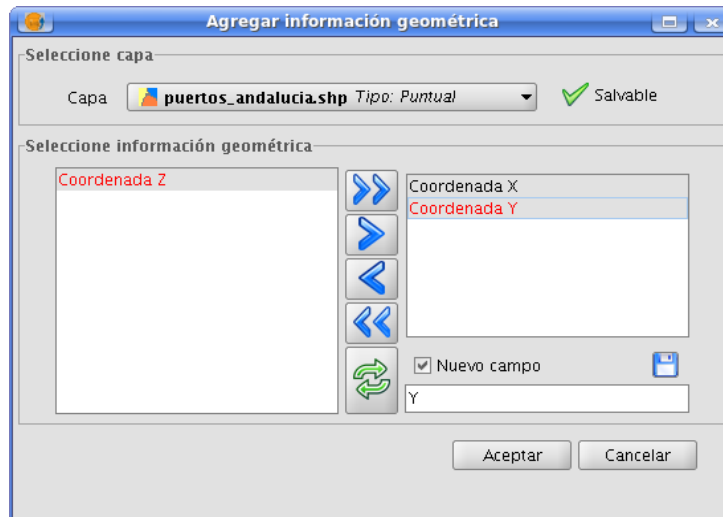 Agregar información geométrica
Seleccione capa
Capa puertos_andalucia.shp Tipo: Puntual Salvable
Seleccione información geométrica
Coordenada Z
Coordenada X
Coordenada Y
Nuevo campo
Y
Aceptar Cancelar